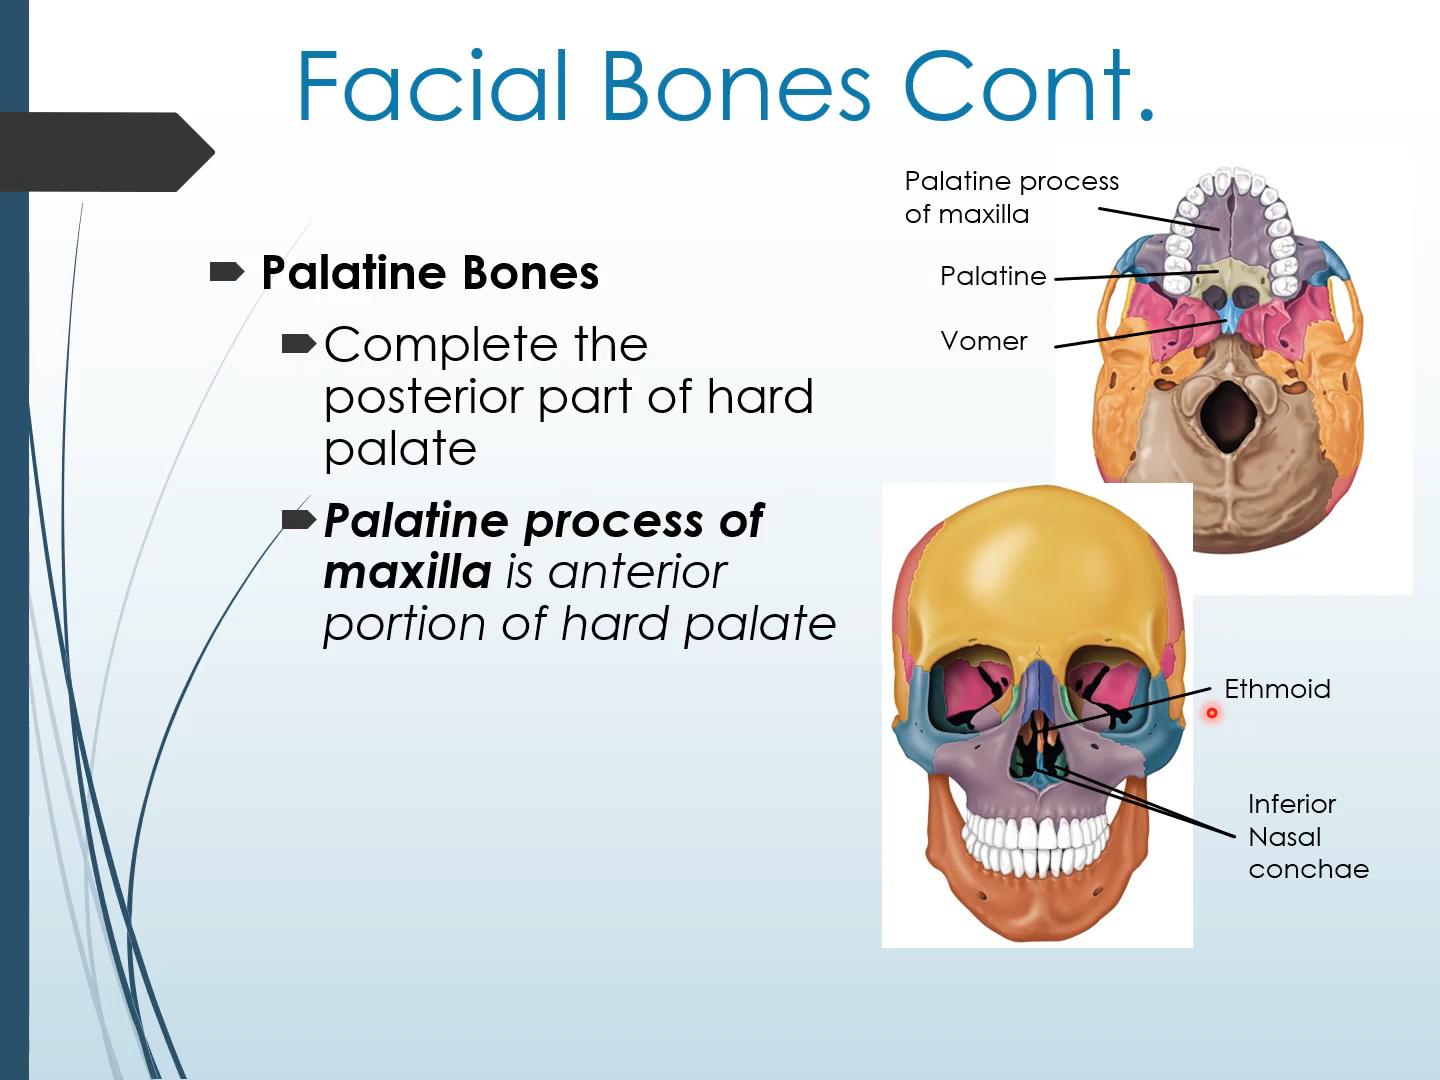 Facial Bones Cont.
Palatine Bones
Complete the
posterior part of hard
palate
Palatine process of
maxilla is anterior
portion of hard palate
Palatine process
of maxilla
Palatine
Vomer
Ethmoid
Inferior
Nasal
conchae